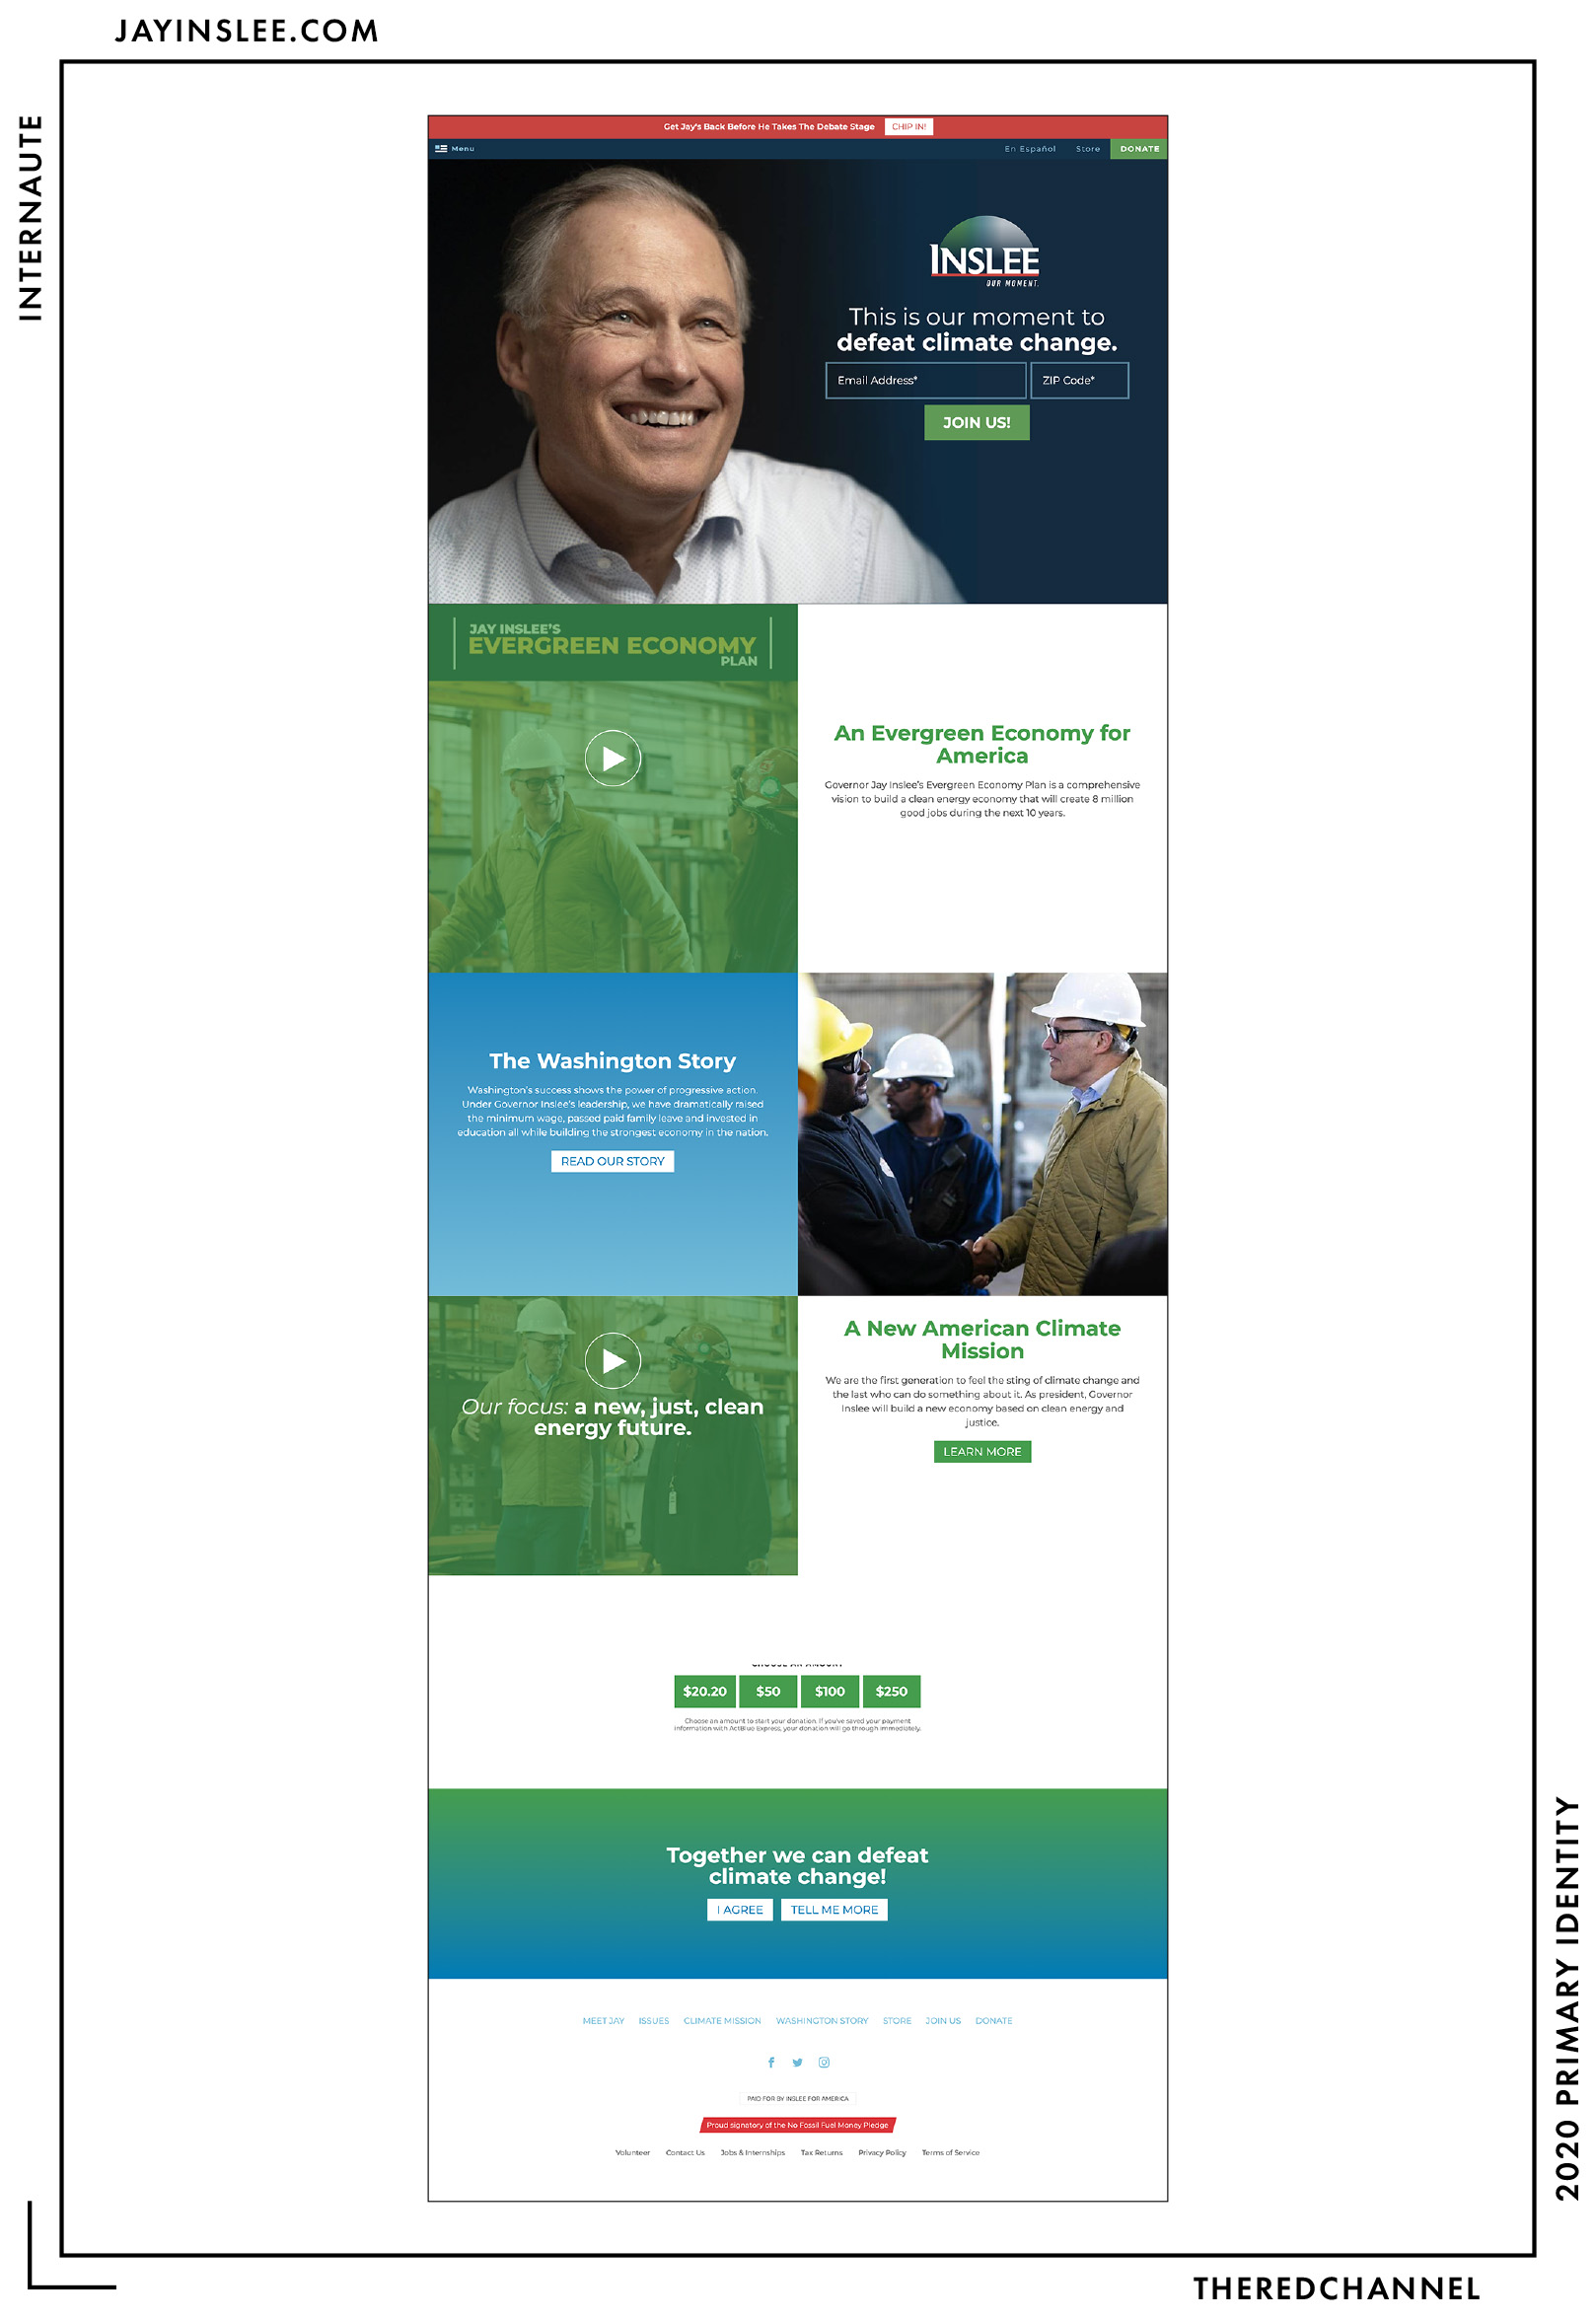 JAYINSLEE.COM
INTERNAUTE
Get Jay's Back Before He Takes The Debate Stage CHIP IN!
Menu En Español Store DONATE
INSLEE
OUR MOMENT.
This is our moment to
defeat climate change.
Email Address* ZIP Code*
JOIN US!
JAY INSLEE'S
EVERGREEN ECONOMY
PLAN
An Evergreen Economy for
America
Governor Jay Inslee's Evergreen Economy Plan is a comprehensive
vision to build a clean energy economy that will create 8 million
good jobs during the next 10 years.
The Washington Story
Washington's success shows the power of progressive action.
Under Governor Inslee's leadership, we have dramatically raised
the minimum wage, passed paid family leave and invested in
education all while building the strongest economy in the nation.
READ OUR STORY
Our focus: a new, just, clean
energy future.
A New American Climate
Mission
We are the first generation to feel the sting of climate change and
the last who can do something about it. As president, Governor
Inslee will build a new economy based on clean energy and
justice.
LEARN MORE
CHOOSE AN AMOUNT
$20.20 $50 $100 $250
Choose an amount to start your donation. If you've saved your payment
information with ActBlue Express, your donation will go through immediately.
Together we can defeat
climate change!
I AGREE TELL ME MORE
MEET JAY ISSUES CLIMATE MISSION WASHINGTON STORY STORE JOIN US DONATE
PAID FOR BY INSLEE FOR AMERICA
Proud signatory of the No Fossil Fuel Money Pledge
Volunteer Contact Us Jobs & Internships Tax Returns Privacy Policy Terms of Service
2020 PRIMARY IDENTITY
THEREDCHANNEL